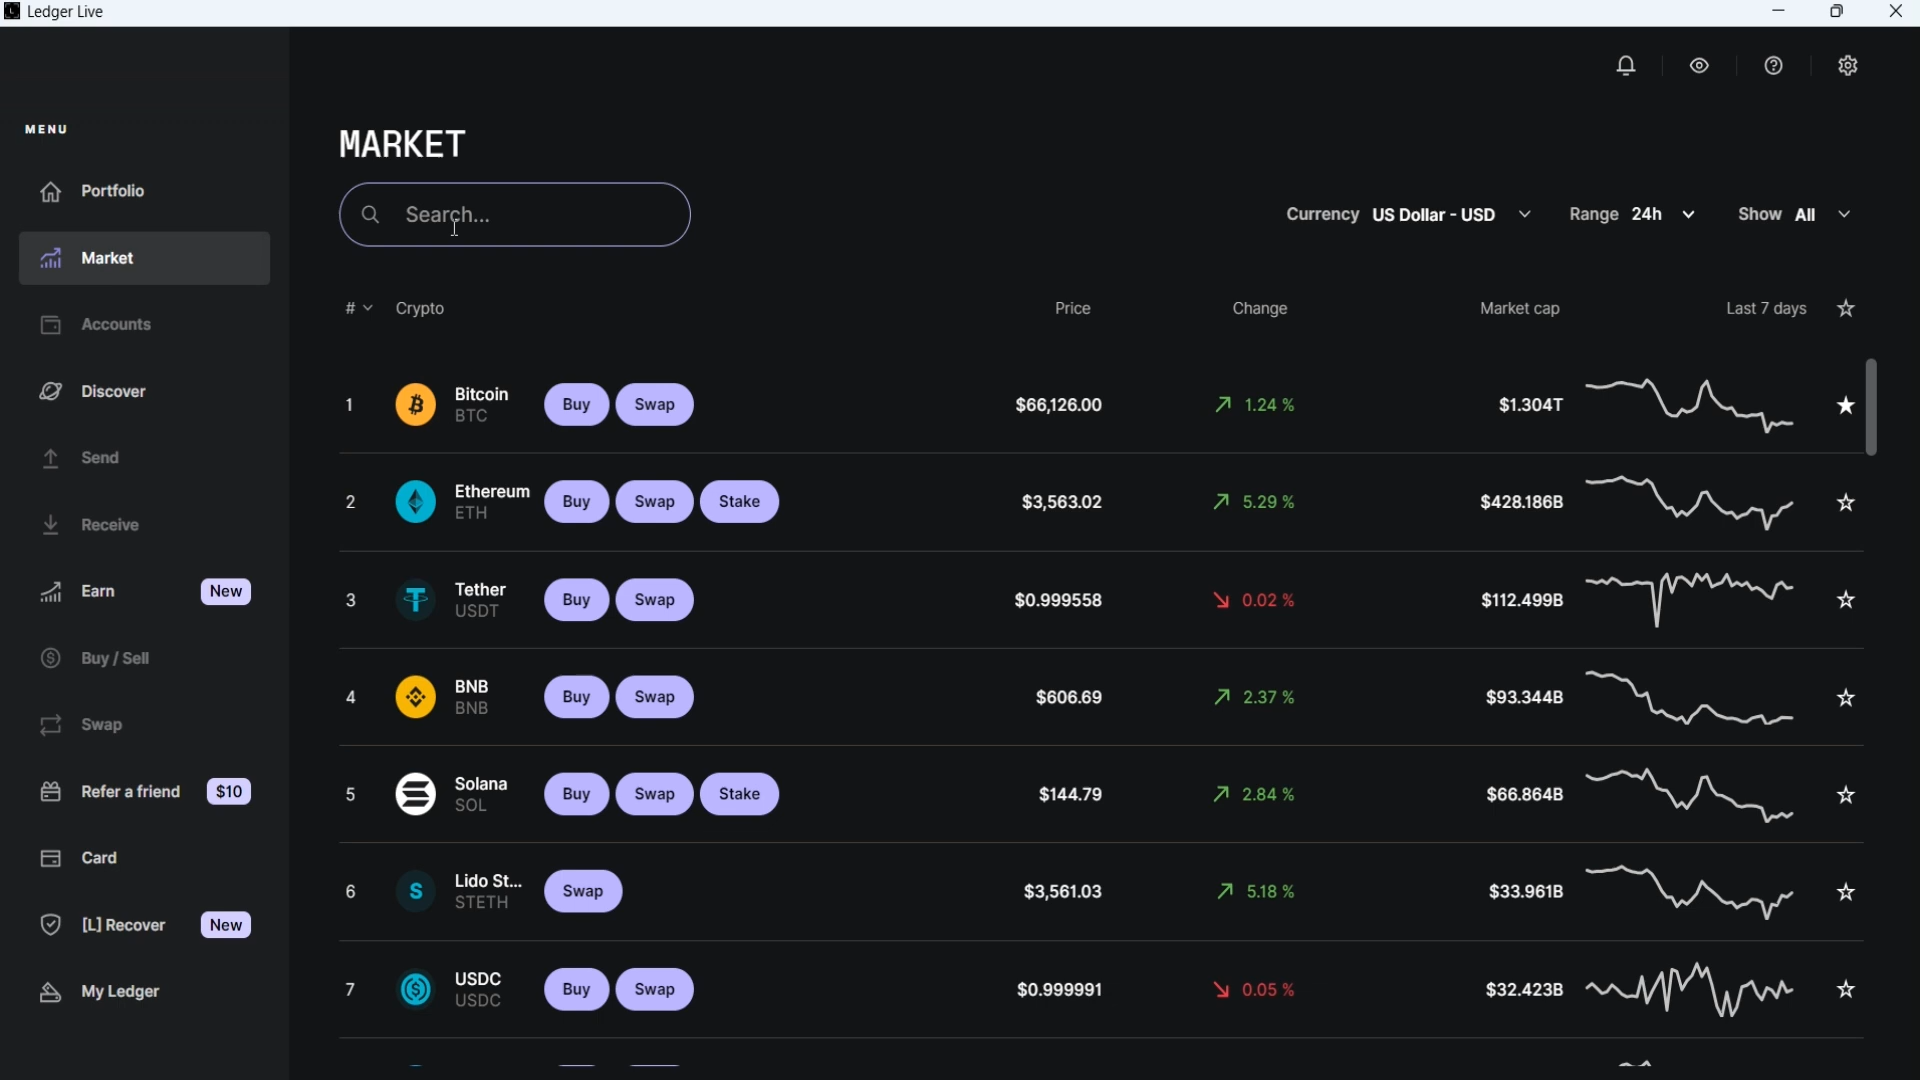 Ledger Live
MENU
Portfolio
Market
Accounts
Discover
Send
Receive
Earn New
Buy / Sell
Swap
Refer a friend $10
Card
[L] Recover New
My Ledger
MARKET
Search...
Currency US Dollar - USD Range 24h Show All
# Crypto Price Change Market cap Last 7 days
1 Bitcoin BTC Buy Swap $66,126.00 1.24 % $1.304T
2 Ethereum ETH Buy Swap Stake $3,563.02 5.29 % $428.186B
3 Tether USDT Buy Swap $0.999558 0.02 % $112.499B
4 BNB BNB Buy Swap $606.69 2.37 % $93.344B
5 Solana SOL Buy Swap Stake $144.79 2.84 % $66.864B
6 Lido St... STETH Swap $3,561.03 5.18 % $33.961B
7 USDC USDC Buy Swap $0.999991 0.05 % $32.423B